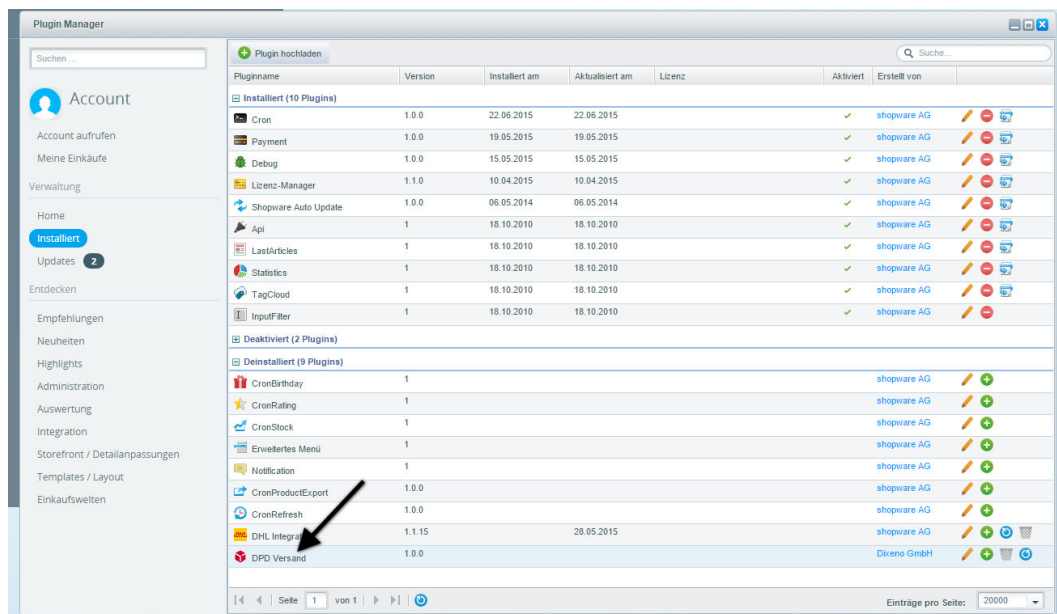 Plugin Manager
Suchen ...
Account
Account aufrufen
Meine Einkäufe
Verwaltung
Home
Installiert
Updates 2
Entdecken
Empfehlungen
Neuheiten
Highlights
Administration
Auswertung
Integration
Storefront / Detailanpassungen
Templates / Layout
Einkaufswelten
Plugin hochladen
Suche...
Pluginname Version Installiert am Aktualisiert am Lizenz Aktiviert Erstellt von
Installiert (10 Plugins)
Cron 1.0.0 22.06.2015 22.06.2015 shopware AG
Payment 1.0.0 19.05.2015 19.05.2015 shopware AG
Debug 1.0.0 15.05.2015 15.05.2015 shopware AG
Lizenz-Manager 1.1.0 10.04.2015 10.04.2015 shopware AG
Shopware Auto Update 1.0.0 06.05.2014 06.05.2014 shopware AG
Api 1 18.10.2010 18.10.2010 shopware AG
LastArticles 1 18.10.2010 18.10.2010 shopware AG
Statistics 1 18.10.2010 18.10.2010 shopware AG
TagCloud 1 18.10.2010 18.10.2010 shopware AG
InputFilter 1 18.10.2010 18.10.2010 shopware AG
Deaktiviert (2 Plugins)
Deinstalliert (9 Plugins)
CronBirthday 1 shopware AG
CronRating 1 shopware AG
CronStock 1 shopware AG
Erweitertes Menü 1 shopware AG
Notification 1 shopware AG
CronProductExport 1.0.0 shopware AG
CronRefresh 1.0.0 shopware AG
DHL 1.1.15 28.05.2015 shopware AG
DPD Versand 1.0.0 Dixeno GmbH
Seite 1 von 1
Einträge pro Seite: 20000